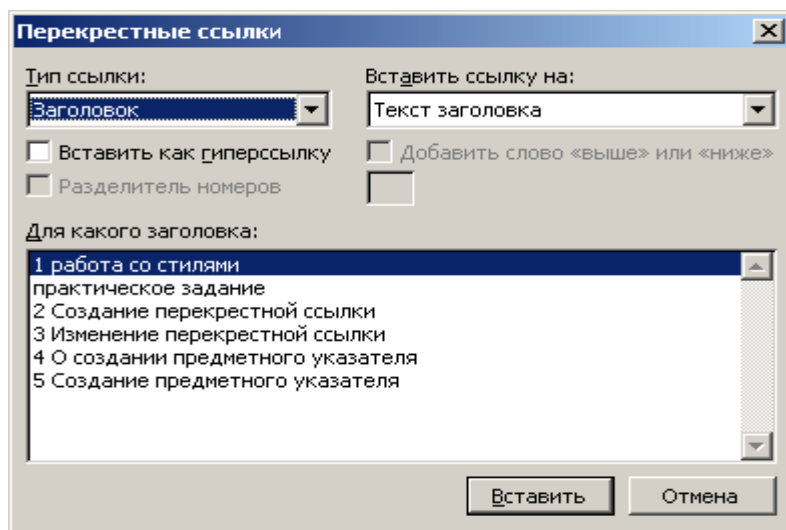 Перекрестные ссылки
Тип ссылки: Вставить ссылку на:
Заголовок Текст заголовка
Вставить как гиперссылку Добавить слово «выше» или «ниже»
Разделитель номеров
Для какого заголовка:
1 работа со стилями
практическое задание
2 Создание перекрестной ссылки
3 Изменение перекрестной ссылки
4 О создании предметного указателя
5 Создание предметного указателя
Вставить Отмена